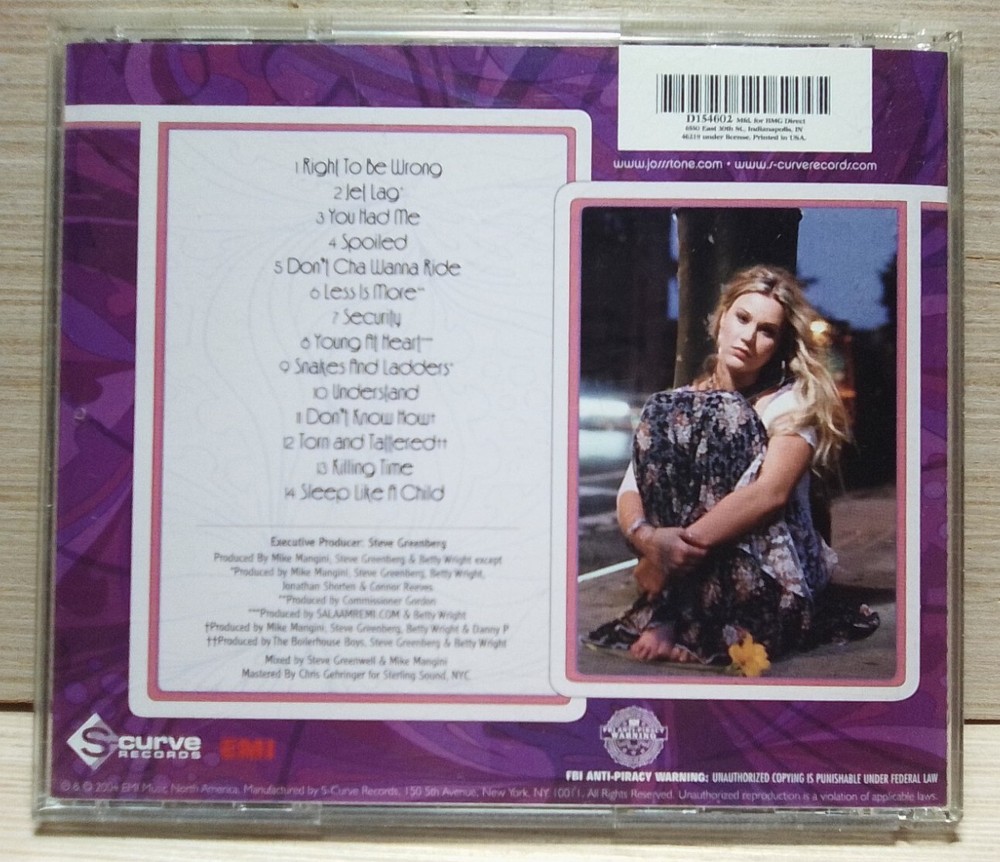 D154602 Mfd. for BMG Direct
6550 East 30th St., Indianapolis, IN
46219 under license. Printed in USA.
www.jossstone.com • www.s-curverecords.com
1 Right To Be Wrong
2 Jet Lag*
3 You Had Me
4 Spoiled
5 Don't Cha Wanna Ride
6 Less Is More**
7 Security
8 Young At Heart***
9 Snakes And Ladders*
10 Understand
11 Don't Know How†
12 Torn and Tattered††
13 Killing Time
14 Sleep Like A Child
Executive Producer: Steve Greenberg
Produced By Mike Mangini, Steve Greenberg & Betty Wright except
*Produced by Mike Mangini, Steve Greenberg, Betty Wright,
Jonathan Shorten & Connor Reeves
**Produced by Commissioner Gordon
***Produced by SALAAMREMI.COM & Betty Wright
†Produced by Mike Mangini, Steve Greenberg, Betty Wright & Danny P
††Produced by The Boilerhouse Boys, Steve Greenberg & Betty Wright
Mixed by Steve Greenwell & Mike Mangini
Mastered By Chris Gehringer for Sterling Sound, NYC
S-curve
RECORDS
EMI
FBI ANTI-PIRACY
WARNING
FBI ANTI-PIRACY WARNING: UNAUTHORIZED COPYING IS PUNISHABLE UNDER FEDERAL LAW
℗ & © 2004 EMI Music North America. Manufactured by S-Curve Records, 150 5th Avenue, New York, NY 10011. All Rights Reserved. Unauthorized reproduction is a violation of applicable laws.